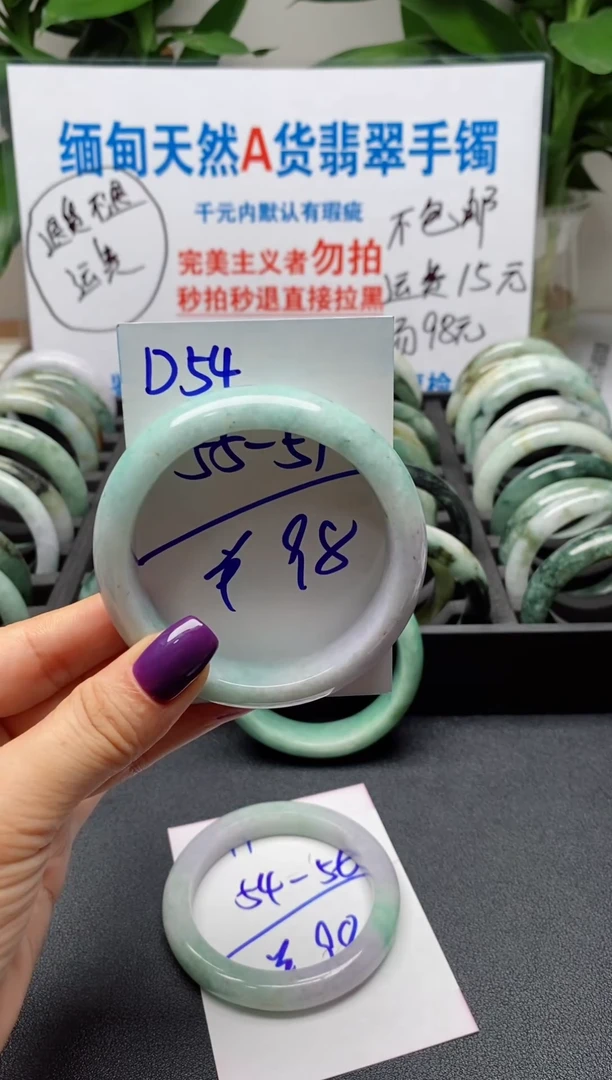 缅甸天然A货翡翠手镯
千元内默认有瑕疵
完美主义者勿拍
秒拍秒退直接拉黑
退货不退
运费
不包邮
运费15元
98元
D54
55-51
¥98
54-56